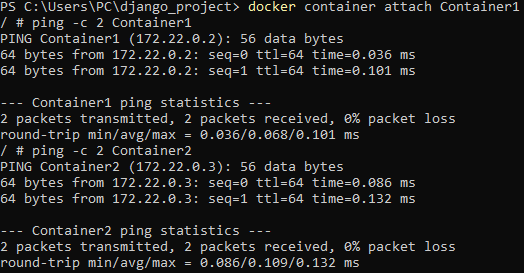 PS C:\Users\PC\django_project> docker container attach Container1
/ # ping -c 2 Container1
PING Container1 (172.22.0.2): 56 data bytes
64 bytes from 172.22.0.2: seq=0 ttl=64 time=0.036 ms
64 bytes from 172.22.0.2: seq=1 ttl=64 time=0.101 ms

--- Container1 ping statistics ---
2 packets transmitted, 2 packets received, 0% packet loss
round-trip min/avg/max = 0.036/0.068/0.101 ms
/ # ping -c 2 Container2
PING Container2 (172.22.0.3): 56 data bytes
64 bytes from 172.22.0.3: seq=0 ttl=64 time=0.086 ms
64 bytes from 172.22.0.3: seq=1 ttl=64 time=0.132 ms

--- Container2 ping statistics ---
2 packets transmitted, 2 packets received, 0% packet loss
round-trip min/avg/max = 0.086/0.109/0.132 ms